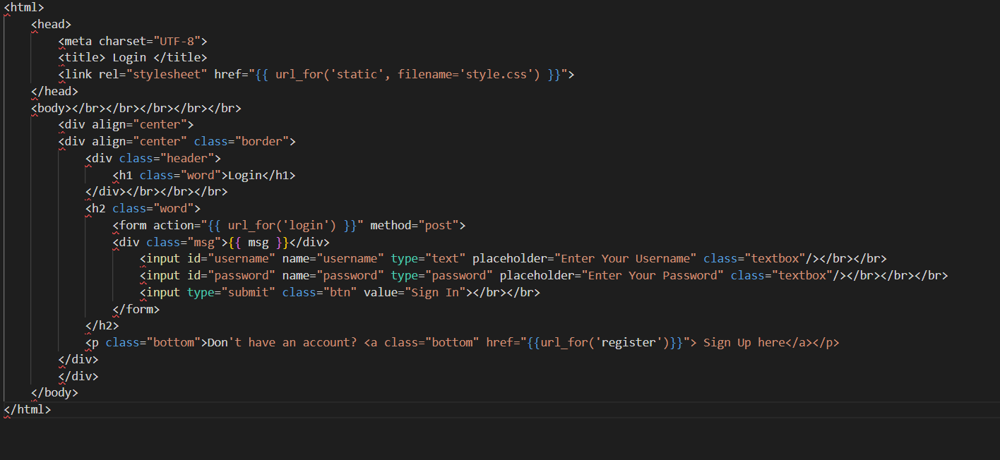 <html>
<head>
<meta charset="UTF-8">
<title> Login </title>
<link rel="stylesheet" href="{{ url_for('static', filename='style.css') }}">
</head>
<body></br></br></br></br></br>
<div align="center">
<div align="center" class="border">
<div class="header">
<h1 class="word">Login</h1>
</div></br></br></br>
<h2 class="word">
<form action="{{ url_for('login') }}" method="post">
<div class="msg">{{ msg }}</div>
<input id="username" name="username" type="text" placeholder="Enter Your Username" class="textbox"/></br></br>
<input id="password" name="password" type="password" placeholder="Enter Your Password" class="textbox"/></br></br></br>
<input type="submit" class="btn" value="Sign In"></br></br>
</form>
</h2>
<p class="bottom">Don't have an account? <a class="bottom" href="{{url_for('register')}}"> Sign Up here</a></p>
</div>
</div>
</body>
</html>